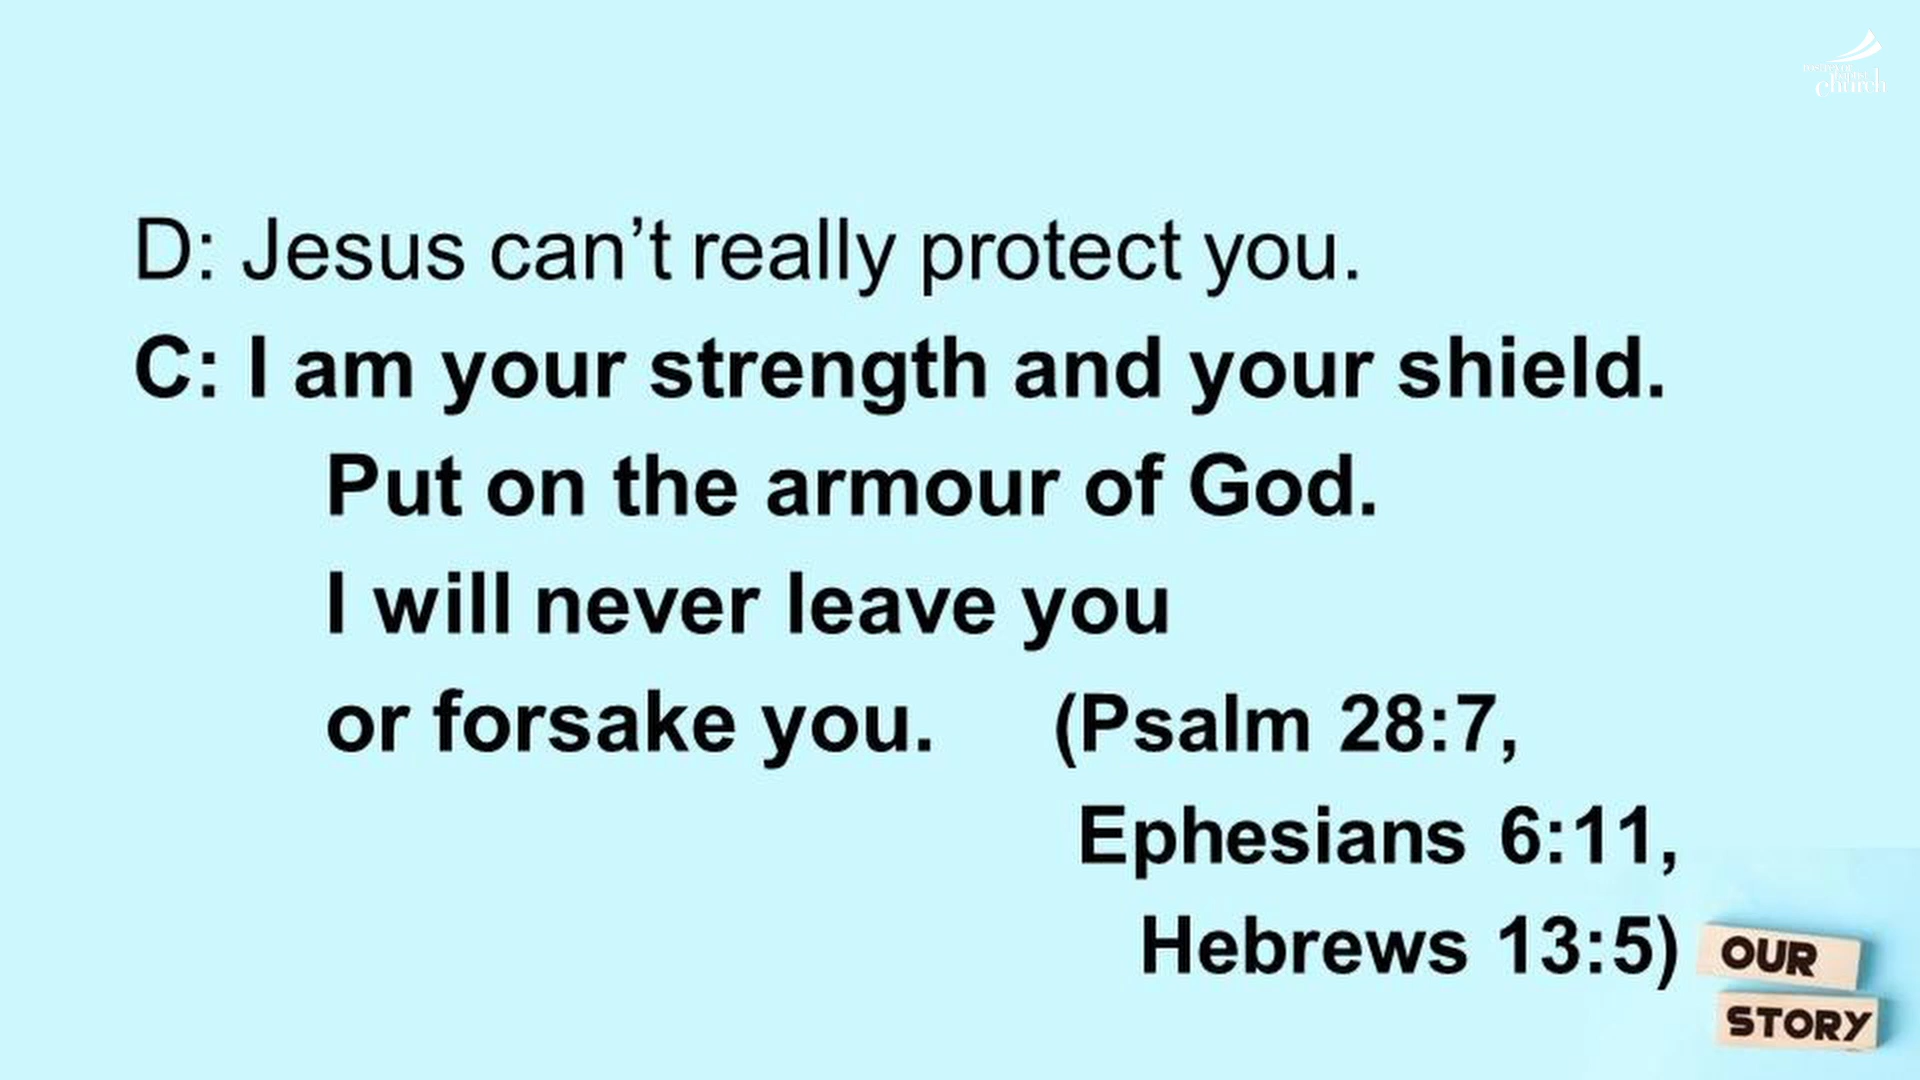 church
D: Jesus can’t really protect you.
C: I am your strength and your shield.
Put on the armour of God.
I will never leave you
or forsake you. (Psalm 28:7,
Ephesians 6:11,
Hebrews 13:5)
OUR
STORY